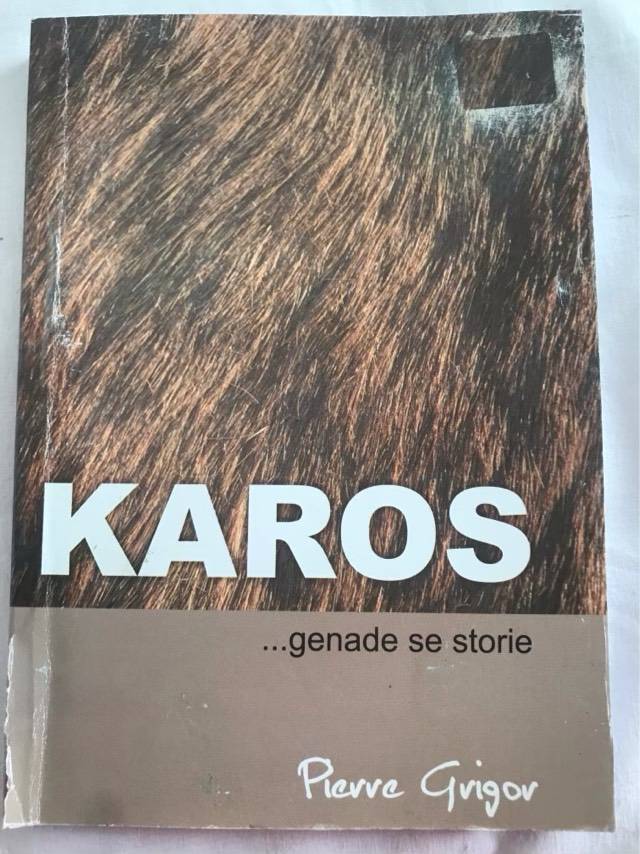 KAROS
...genade se storie
Pierre Grigor